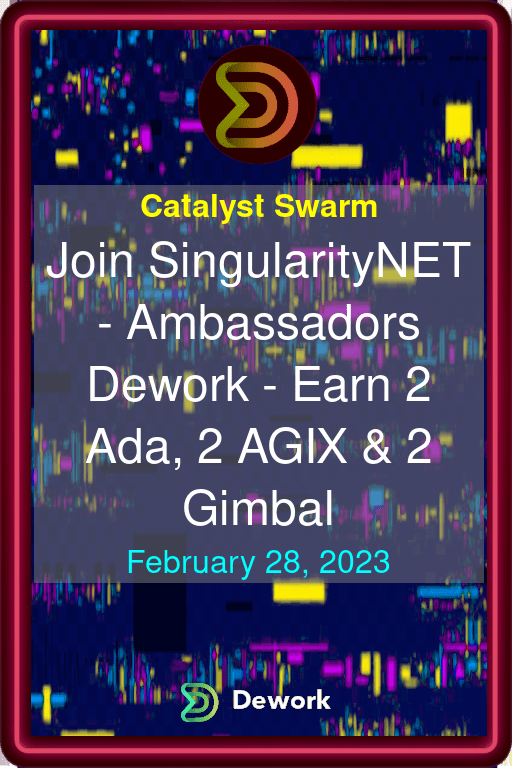 Catalyst Swarm
Join SingularityNET
- Ambassadors
Dework - Earn 2
Ada, 2 AGIX & 2
Gimbal
February 28, 2023
Dework